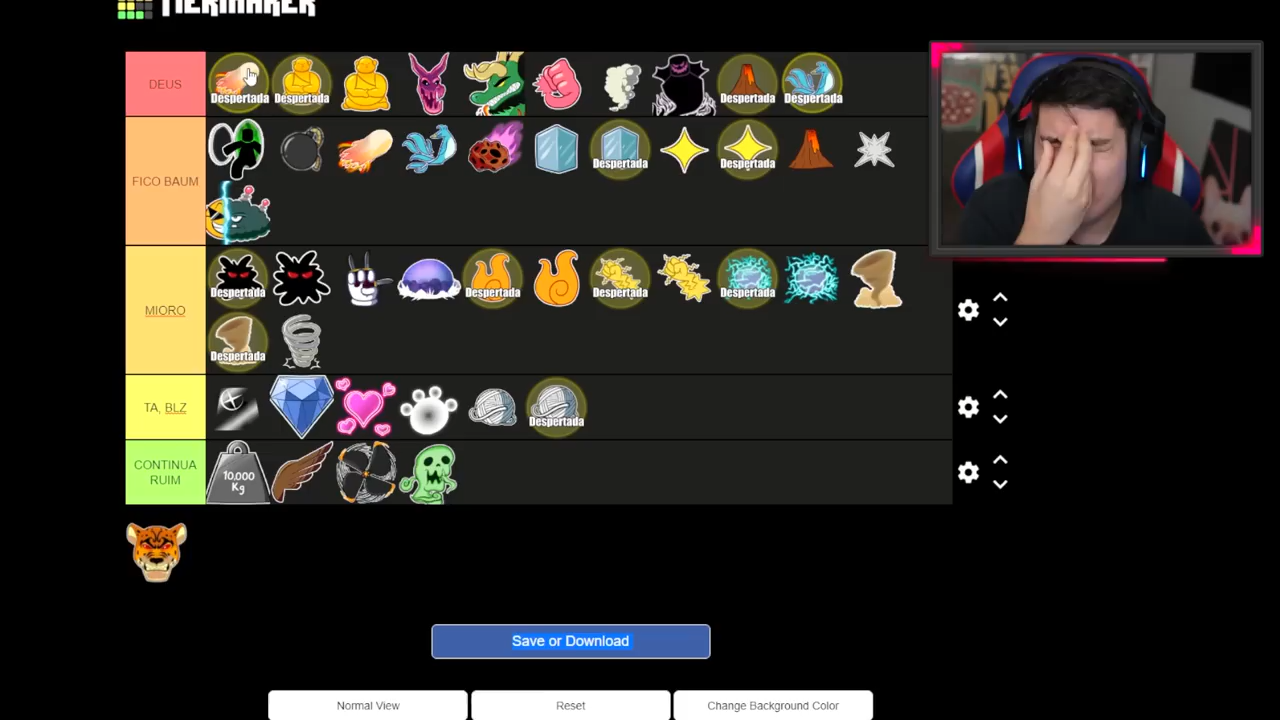 TIERMAKER
DEUS
Despertada
Despertada
Despertada
Despertada
FICO BAUM
Despertada
Despertada
MIORO
Despertada
Despertada
Despertada
Despertada
Despertada
TA, BLZ
Despertada
CONTINUA
RUIM
10,000
Kg
Save or Download
Normal View
Reset
Change Background Color